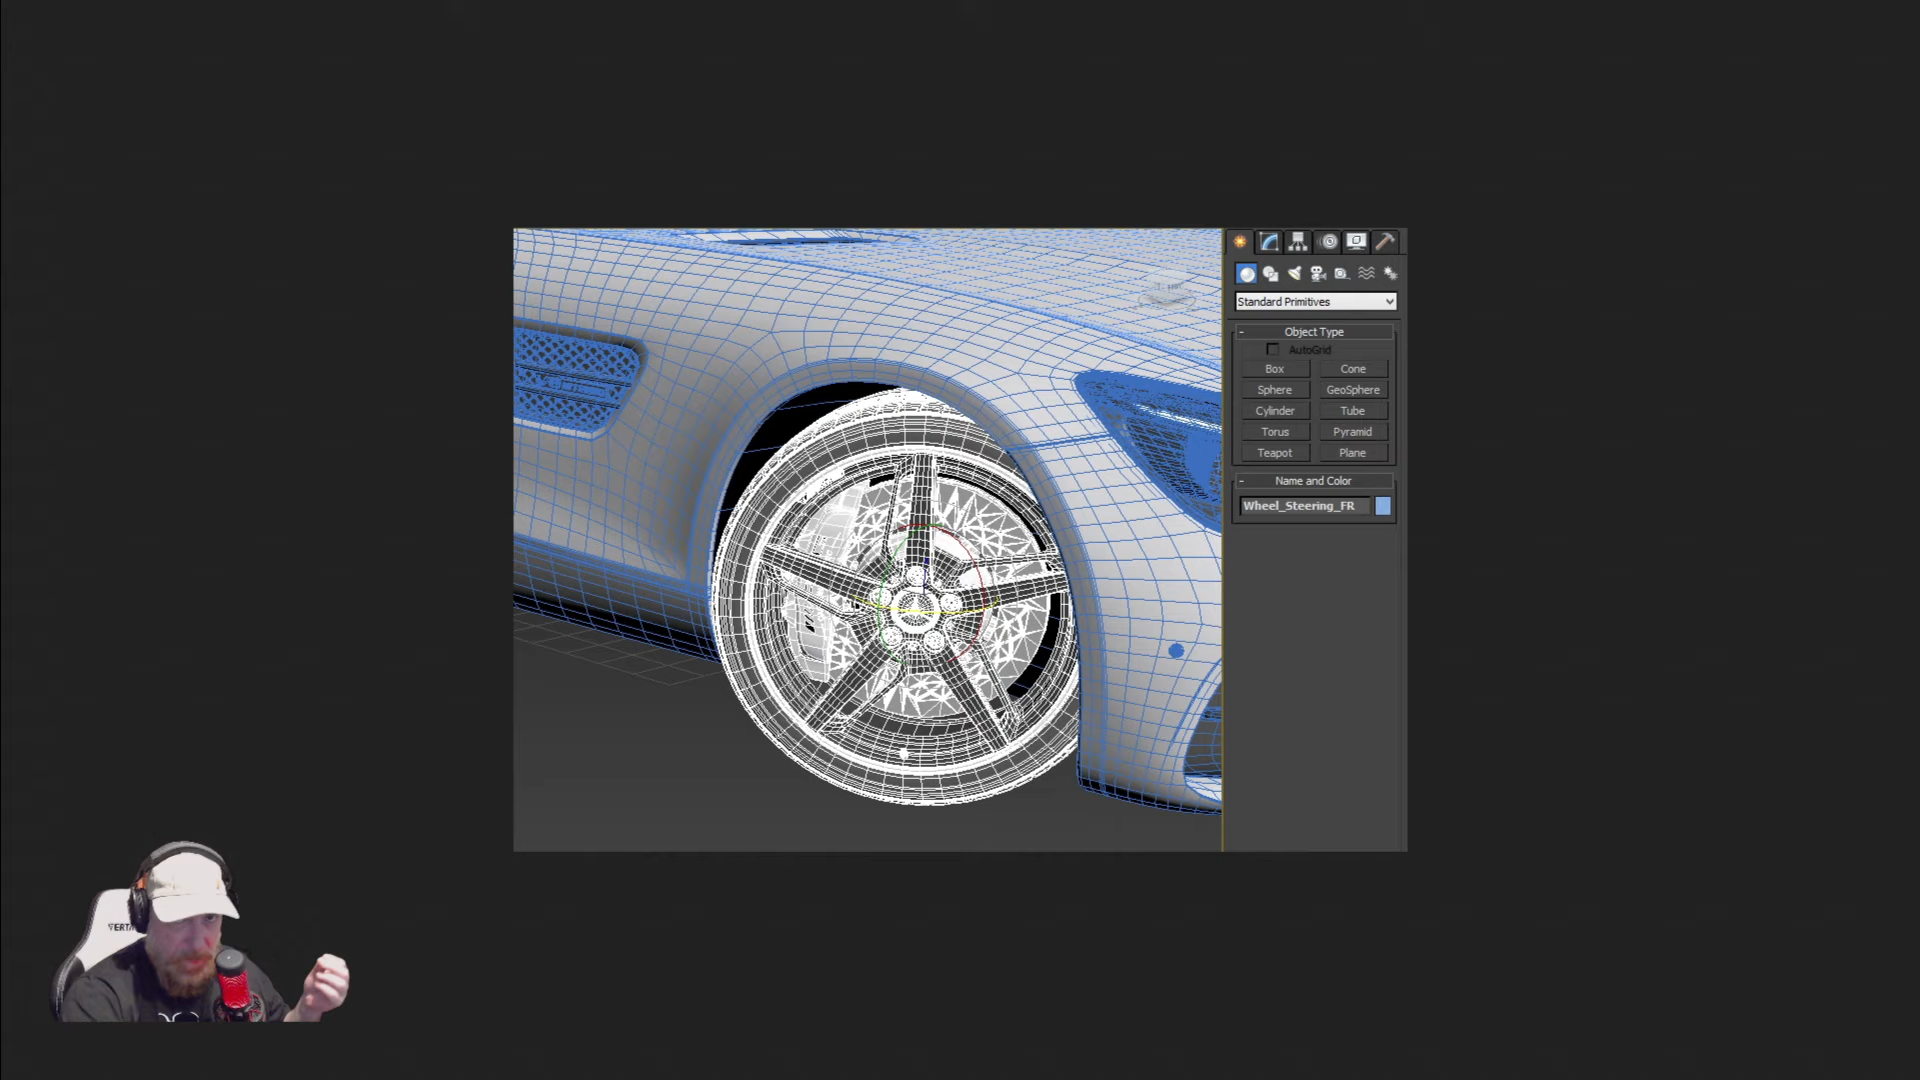 Standard Primitives
- Object Type
AutoGrid
Box Cone
Sphere GeoSphere
Cylinder Tube
Torus Pyramid
Teapot Plane
- Name and Color
Wheel_Steering_FR